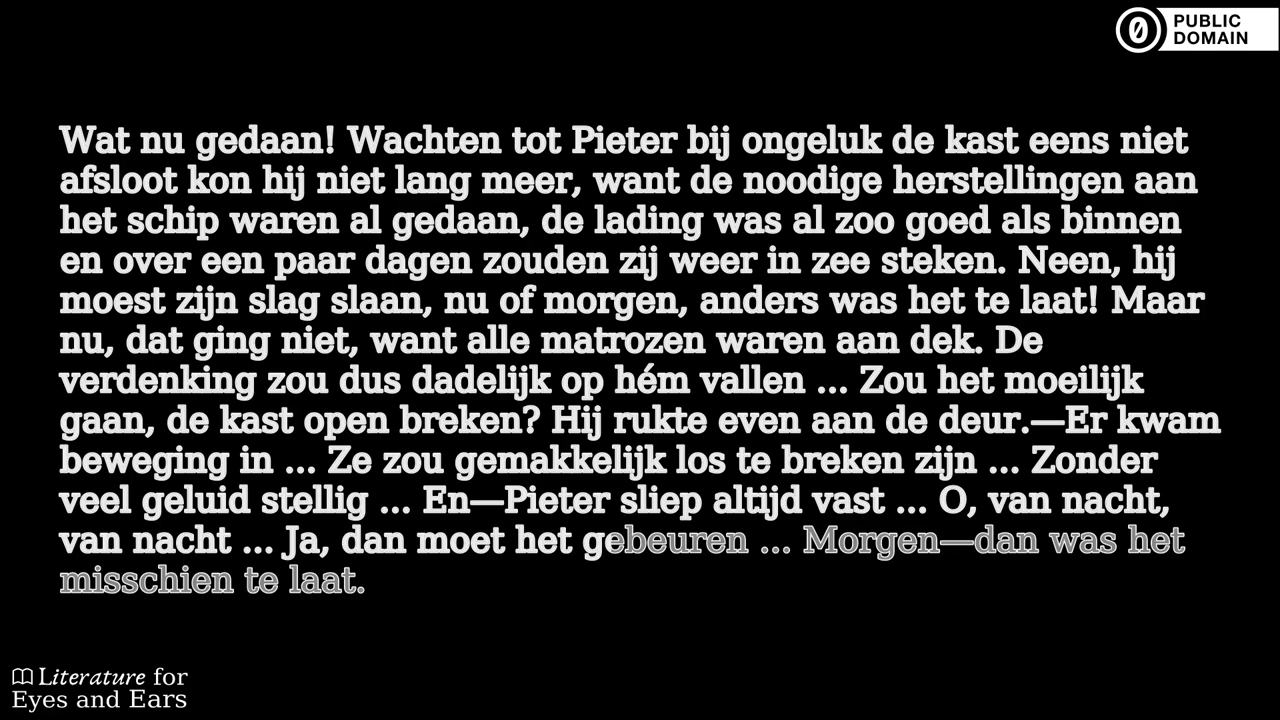 PUBLIC
DOMAIN
Wat nu gedaan! Wachten tot Pieter bij ongeluk de kast eens niet
afsloot kon hij niet lang meer, want de noodige herstellingen aan
het schip waren al gedaan, de lading was al zoo goed als binnen
en over een paar dagen zouden zij weer in zee steken. Neen, hij
moest zijn slag slaan, nu of morgen, anders was het te laat! Maar
nu, dat ging niet, want alle matrozen waren aan dek. De
verdenking zou dus dadelijk op hém vallen ... Zou het moeilijk
gaan, de kast open breken? Hij rukte even aan de deur.—Er kwam
beweging in ... Ze zou gemakkelijk los te breken zijn ... Zonder
veel geluid stellig ... En—Pieter sliep altijd vast ... O, van nacht,
van nacht ... Ja, dan moet het gebeuren ... Morgen—dan was het
misschien te laat.
Literature for
Eyes and Ears